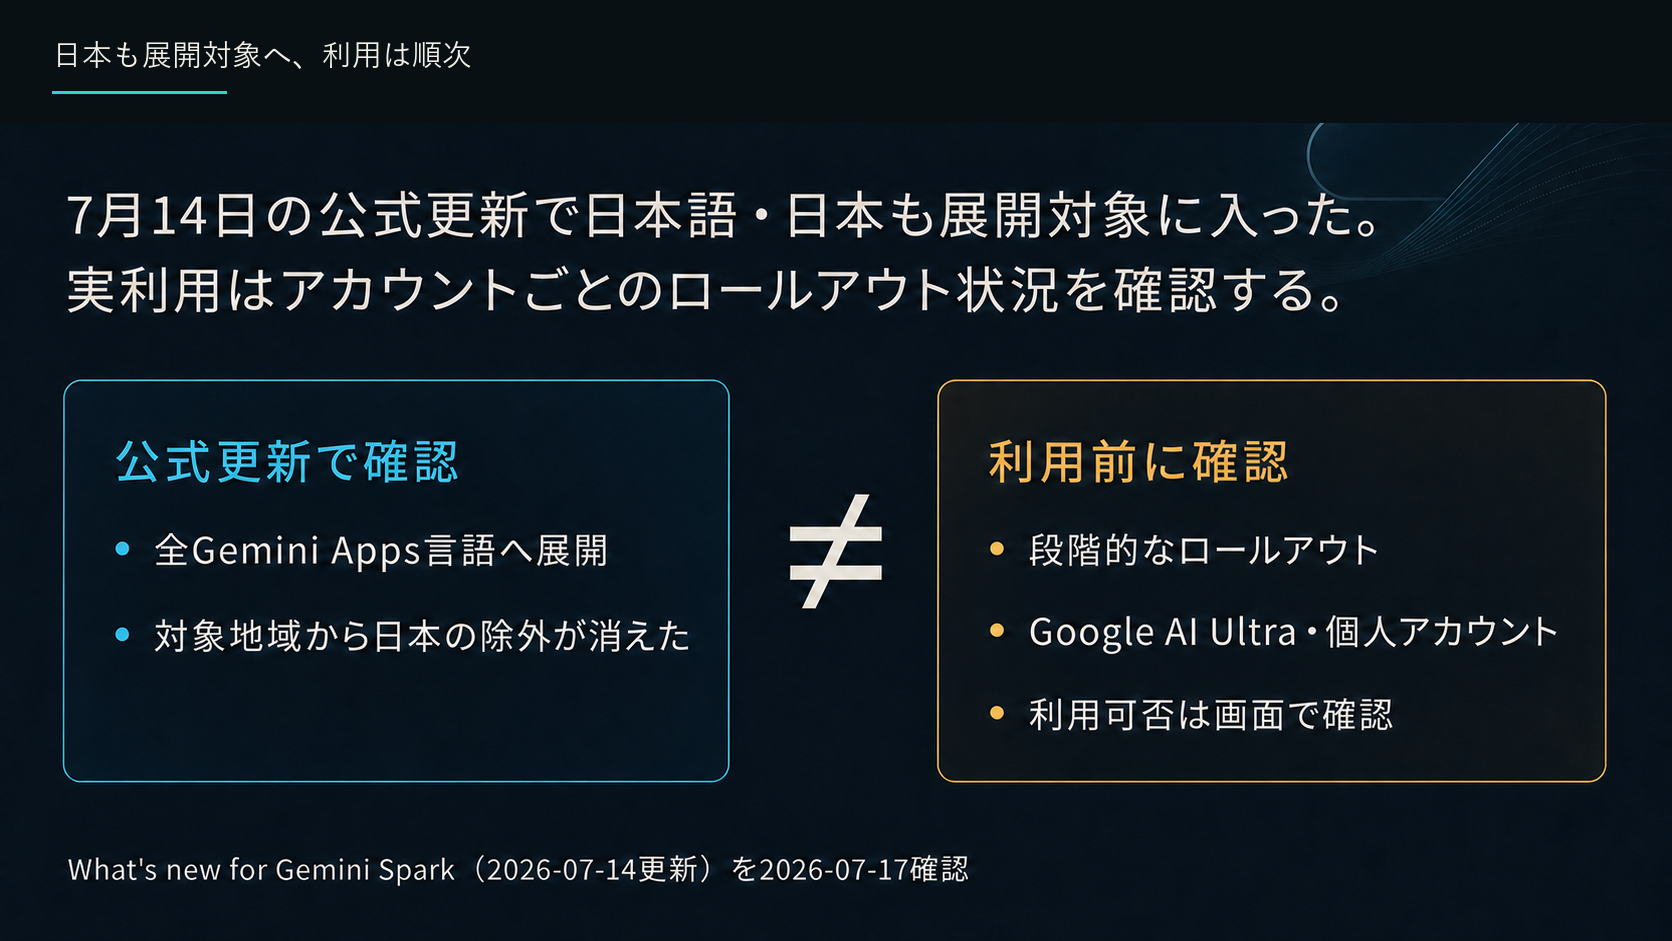 日本も展開対象へ、利用は順次
7月14日の公式更新で日本語・日本も展開対象に入った。
実利用はアカウントごとのロールアウト状況を確認する。
公式更新で確認
• 全Gemini Apps言語へ展開
• 対象地域から日本の除外が消えた
≠
利用前に確認
• 段階的なロールアウト
• Google AI Ultra・個人アカウント
• 利用可否は画面で確認
What's new for Gemini Spark（2026-07-14更新）を2026-07-17確認